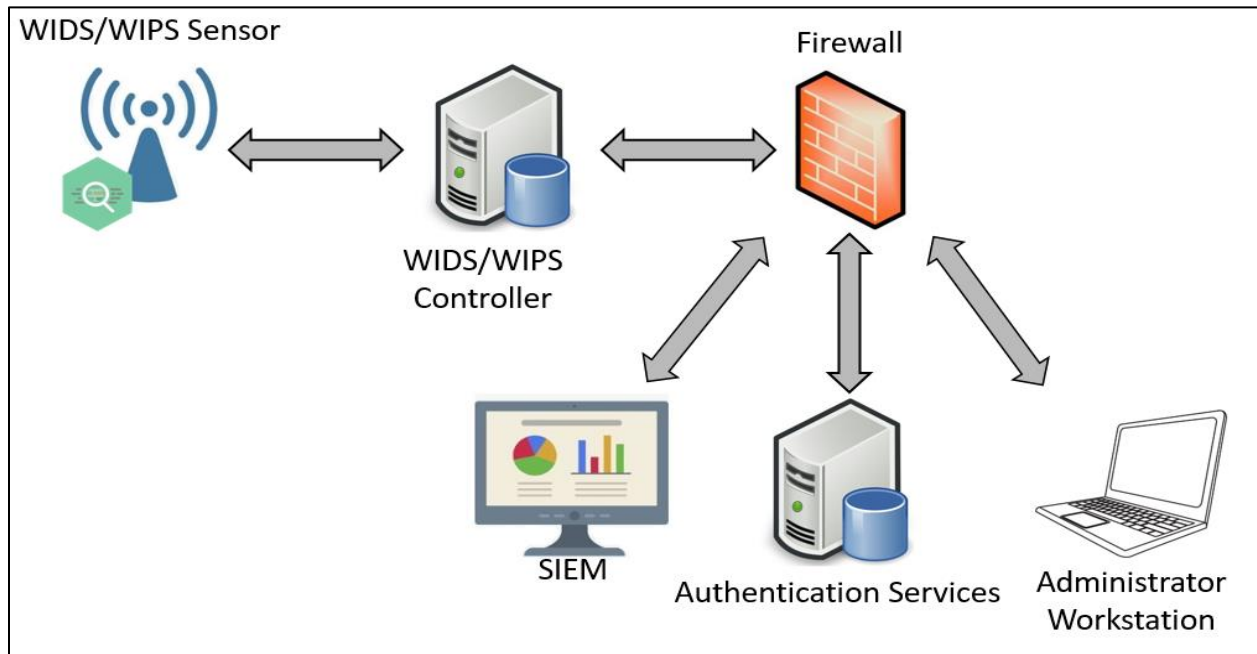 WIDS/WIPS Sensor
Firewall
WIDS/WIPS
Controller
SIEM
Authentication Services
Administrator
Workstation